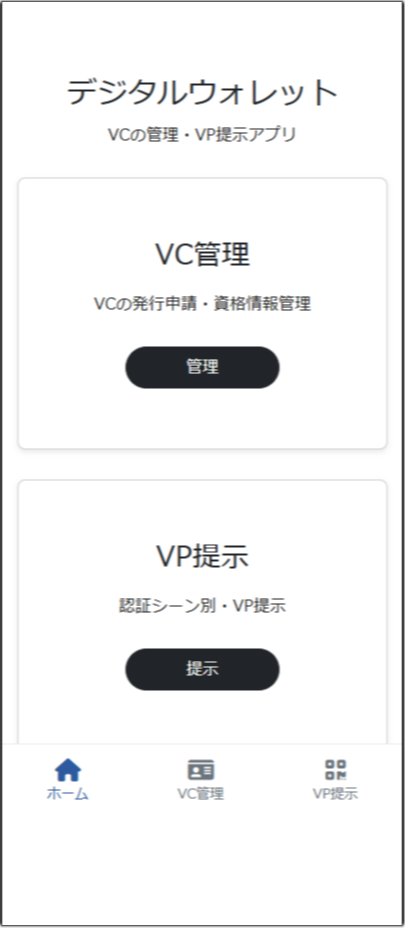 デジタルウォレット
VCの管理・VP提示アプリ
VC管理
VCの発行申請・資格情報管理
管理
VP提示
認証シーン別・VP提示
提示
ホーム
VC管理
VP提示